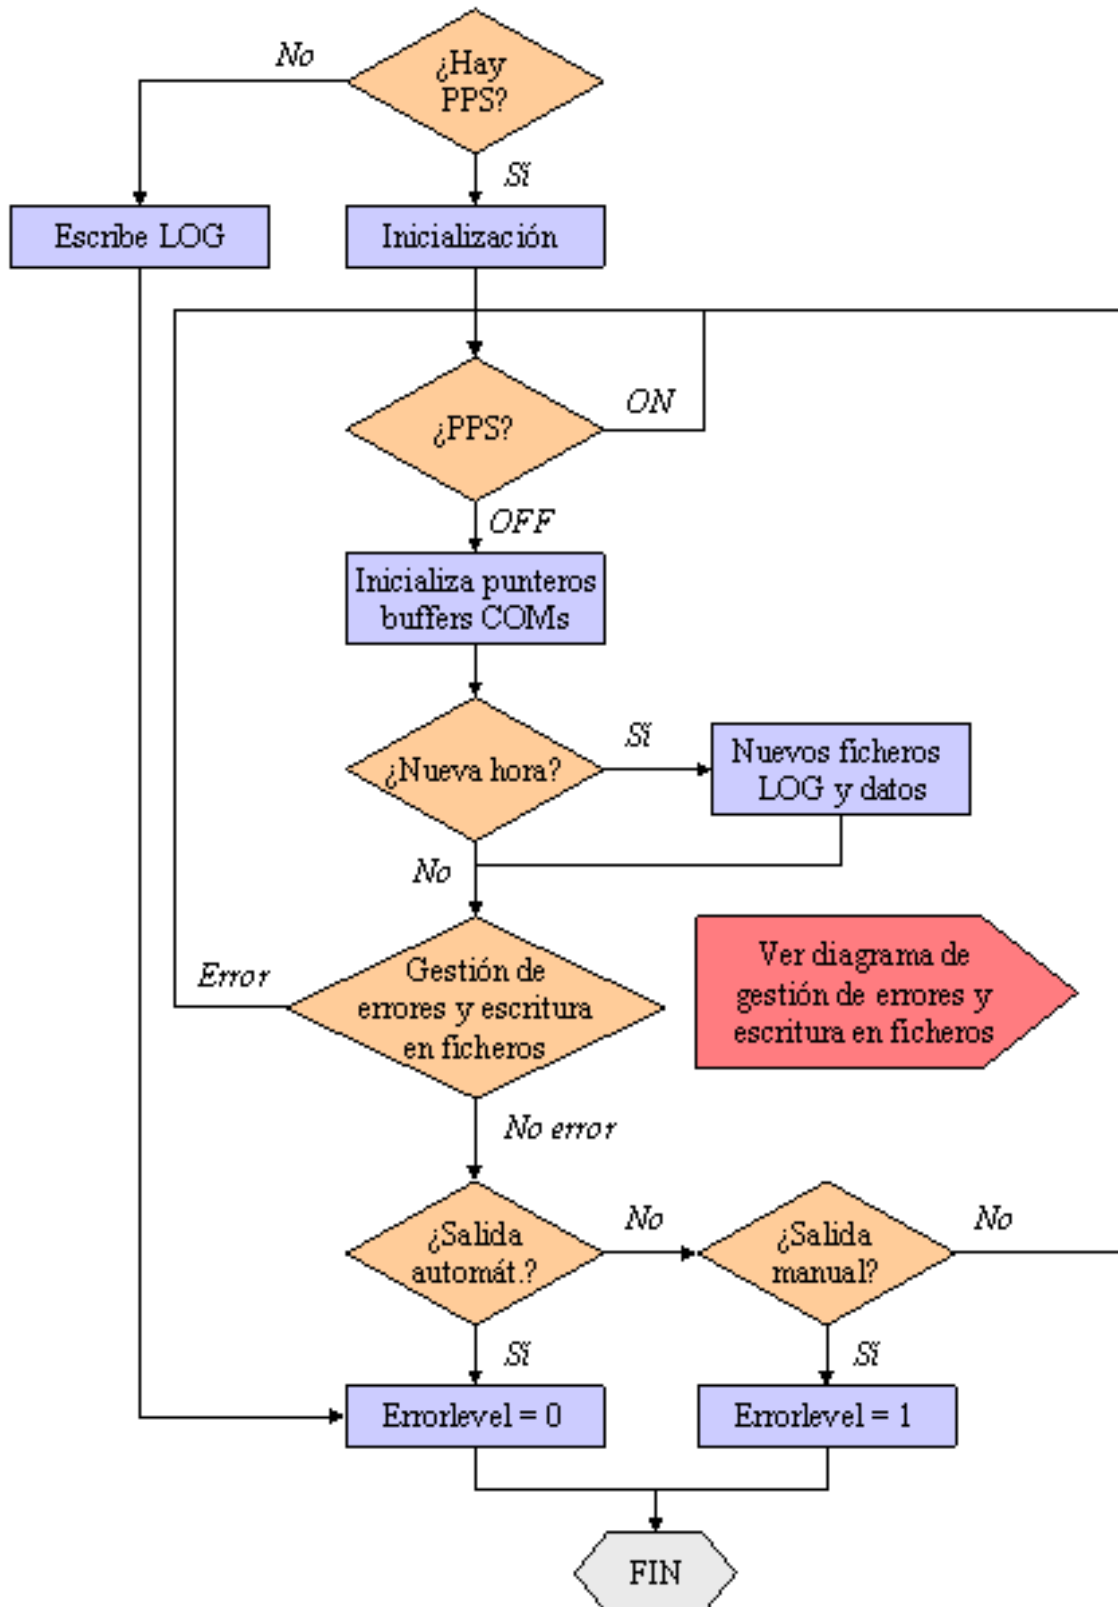 No
¿Hay
PPS?
Sí
Escribe LOG
Inicialización
ON
¿PPS?
OFF
Inicializa punteros
buffers COMs
Sí
¿Nueva hora?
Nuevos ficheros
LOG y datos
No
Error
Gestión de
errores y escritura
en ficheros
Ver diagrama de
gestión de errores y
escritura en ficheros
No error
¿Salida
automát.?
No
¿Salida
manual?
No
Sí
Sí
Errorlevel = 0
Errorlevel = 1
FIN